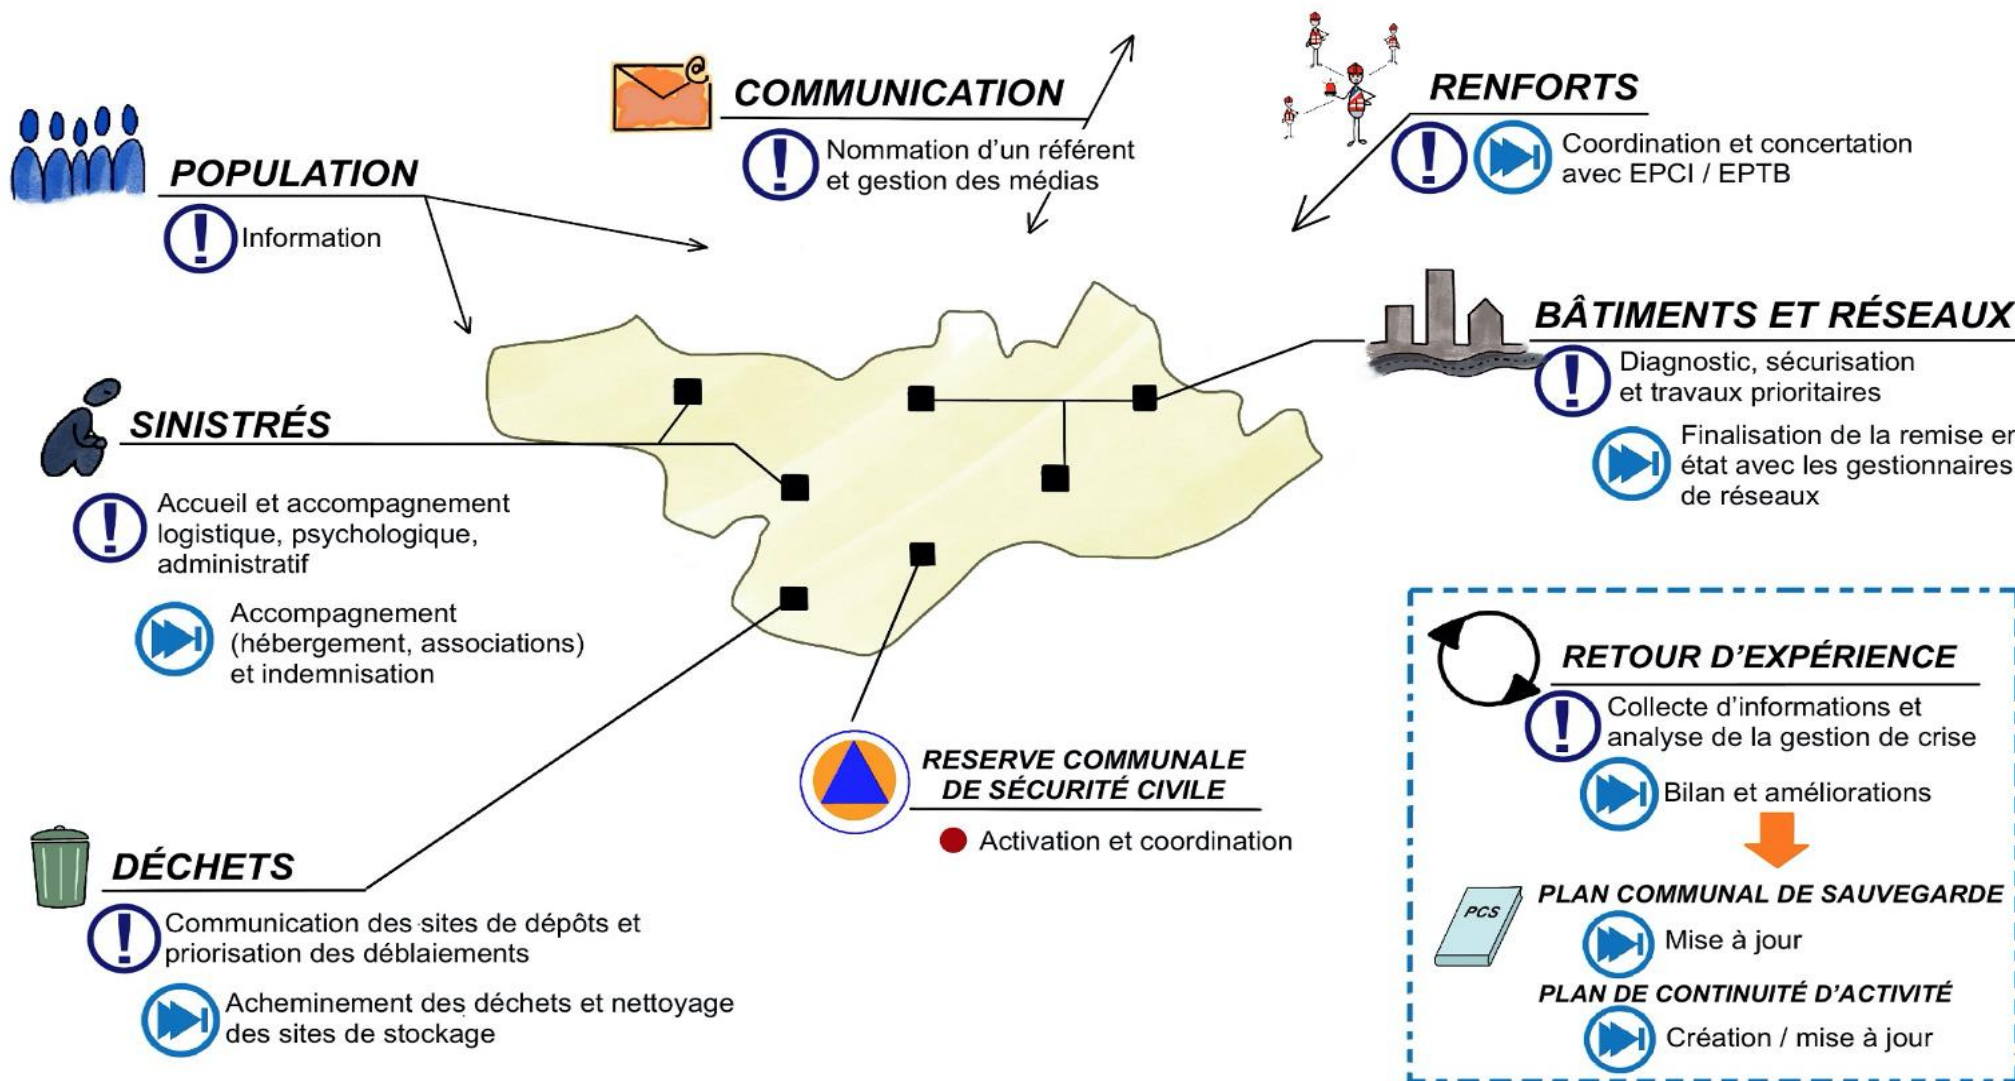 @
COMMUNICATION
Nommation d'un référent
et gestion des médias
RENFORTS
Coordination et concertation
avec EPCI / EPTB
POPULATION
Information
BÂTIMENTS ET RÉSEAUX
Diagnostic, sécurisation
et travaux prioritaires
Finalisation de la remise en
état avec les gestionnaires
de réseaux
SINISTRÉS
Accueil et accompagnement
logistique, psychologique,
administratif
Accompagnement
(hébergement, associations)
et indemnisation
RESERVE COMMUNALE
DE SÉCURITÉ CIVILE
Activation et coordination
DÉCHETS
Communication des sites de dépôts et
priorisation des déblaiements
Acheminement des déchets et nettoyage
des sites de stockage
RETOUR D'EXPÉRIENCE
Collecte d'informations et
analyse de la gestion de crise
Bilan et améliorations
PCS
PLAN COMMUNAL DE SAUVEGARDE
Mise à jour
PLAN DE CONTINUITÉ D'ACTIVITÉ
Création / mise à jour